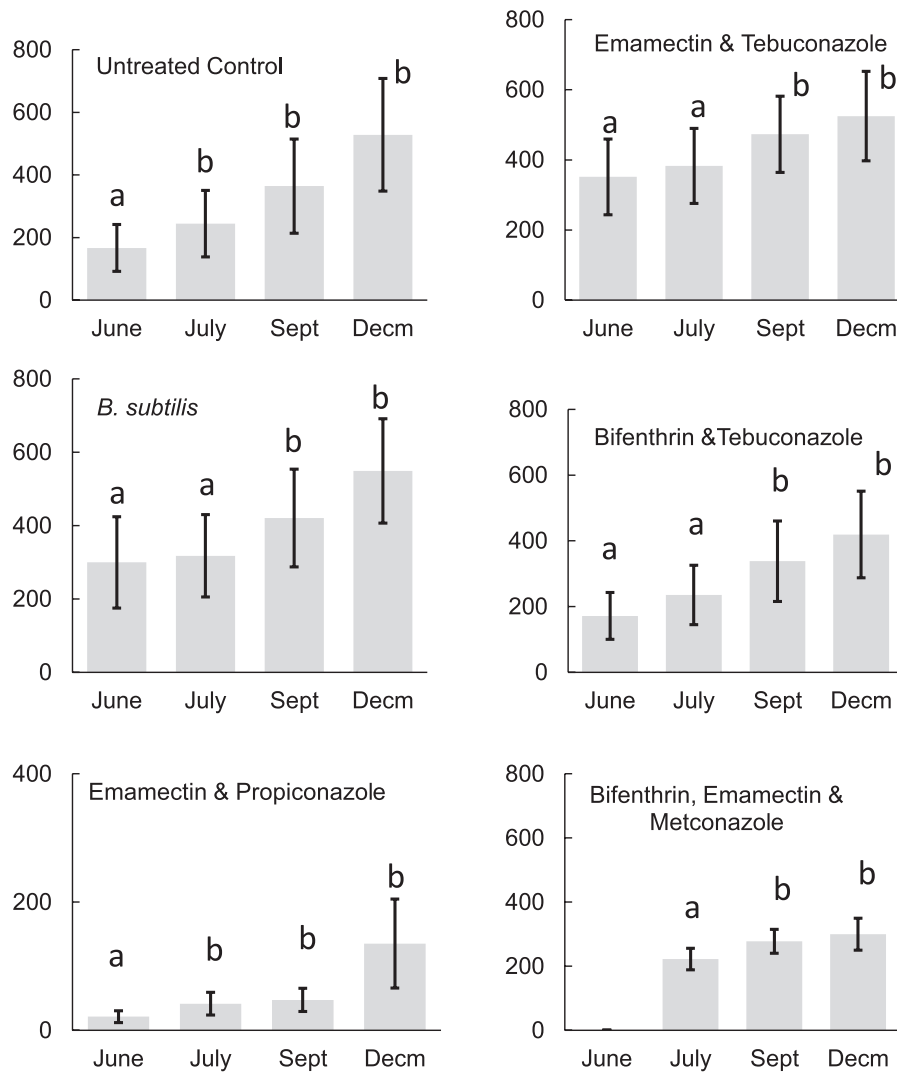 Untreated Control
800
600
400
200
0
a
b
b
b
June July Sept Decm
Emamectin & Tebuconazole
800
600
400
200
0
a
a
b
b
June July Sept Decm
B. subtilis
800
600
400
200
0
a
a
b
b
June July Sept Decm
Bifenthrin &Tebuconazole
800
600
400
200
0
a
a
b
b
June July Sept Decm
Emamectin & Propiconazole
400
200
0
a
b
b
b
June July Sept Decm
Bifenthrin, Emamectin &
Metconazole
800
600
400
200
0
a
b
b
June July Sept Decm